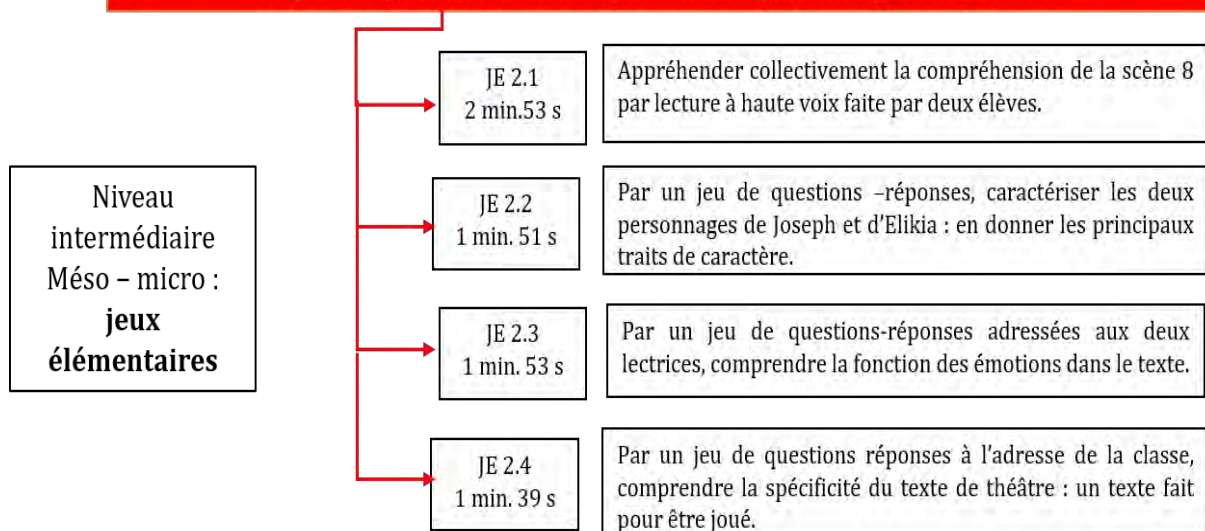 JE 2.1
2 min.53 s
Appréhender collectivement la compréhension de la scène 8
par lecture à haute voix faite par deux élèves.
Niveau
intermédiaire
Méso – micro :
jeux
élémentaires
JE 2.2
1 min. 51 s
Par un jeu de questions –réponses, caractériser les deux
personnages de Joseph et d'Elikia : en donner les principaux
traits de caractère.
JE 2.3
1 min. 53 s
Par un jeu de questions-réponses adressées aux deux
lectrices, comprendre la fonction des émotions dans le texte.
JE 2.4
1 min. 39 s
Par un jeu de questions réponses à l'adresse de la classe,
comprendre la spécificité du texte de théâtre : un texte fait
pour être joué.